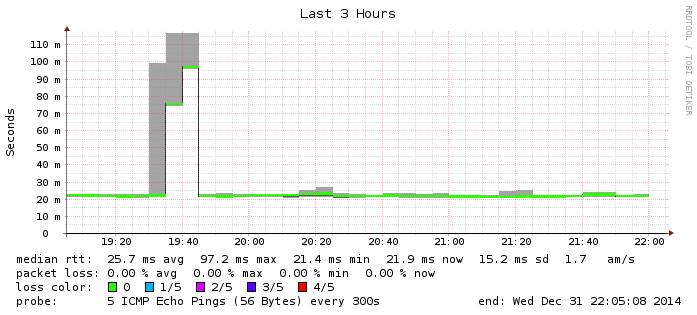 Last 3 Hours
RRDTOOL / TOBI OETIKER
Seconds
110 m
100 m
90 m
80 m
70 m
60 m
50 m
40 m
30 m
20 m
10 m
0
19:20 19:40 20:00 20:20 20:40 21:00 21:20 21:40 22:00
median rtt: 25.7 ms avg 97.2 ms max 21.4 ms min 21.9 ms now 15.2 ms sd 1.7 am/s
packet loss: 0.00 % avg 0.00 % max 0.00 % min 0.00 % now
loss color: 0 1/5 2/5 3/5 4/5
probe: 5 ICMP Echo Pings (56 Bytes) every 300s end: Wed Dec 31 22:05:08 2014